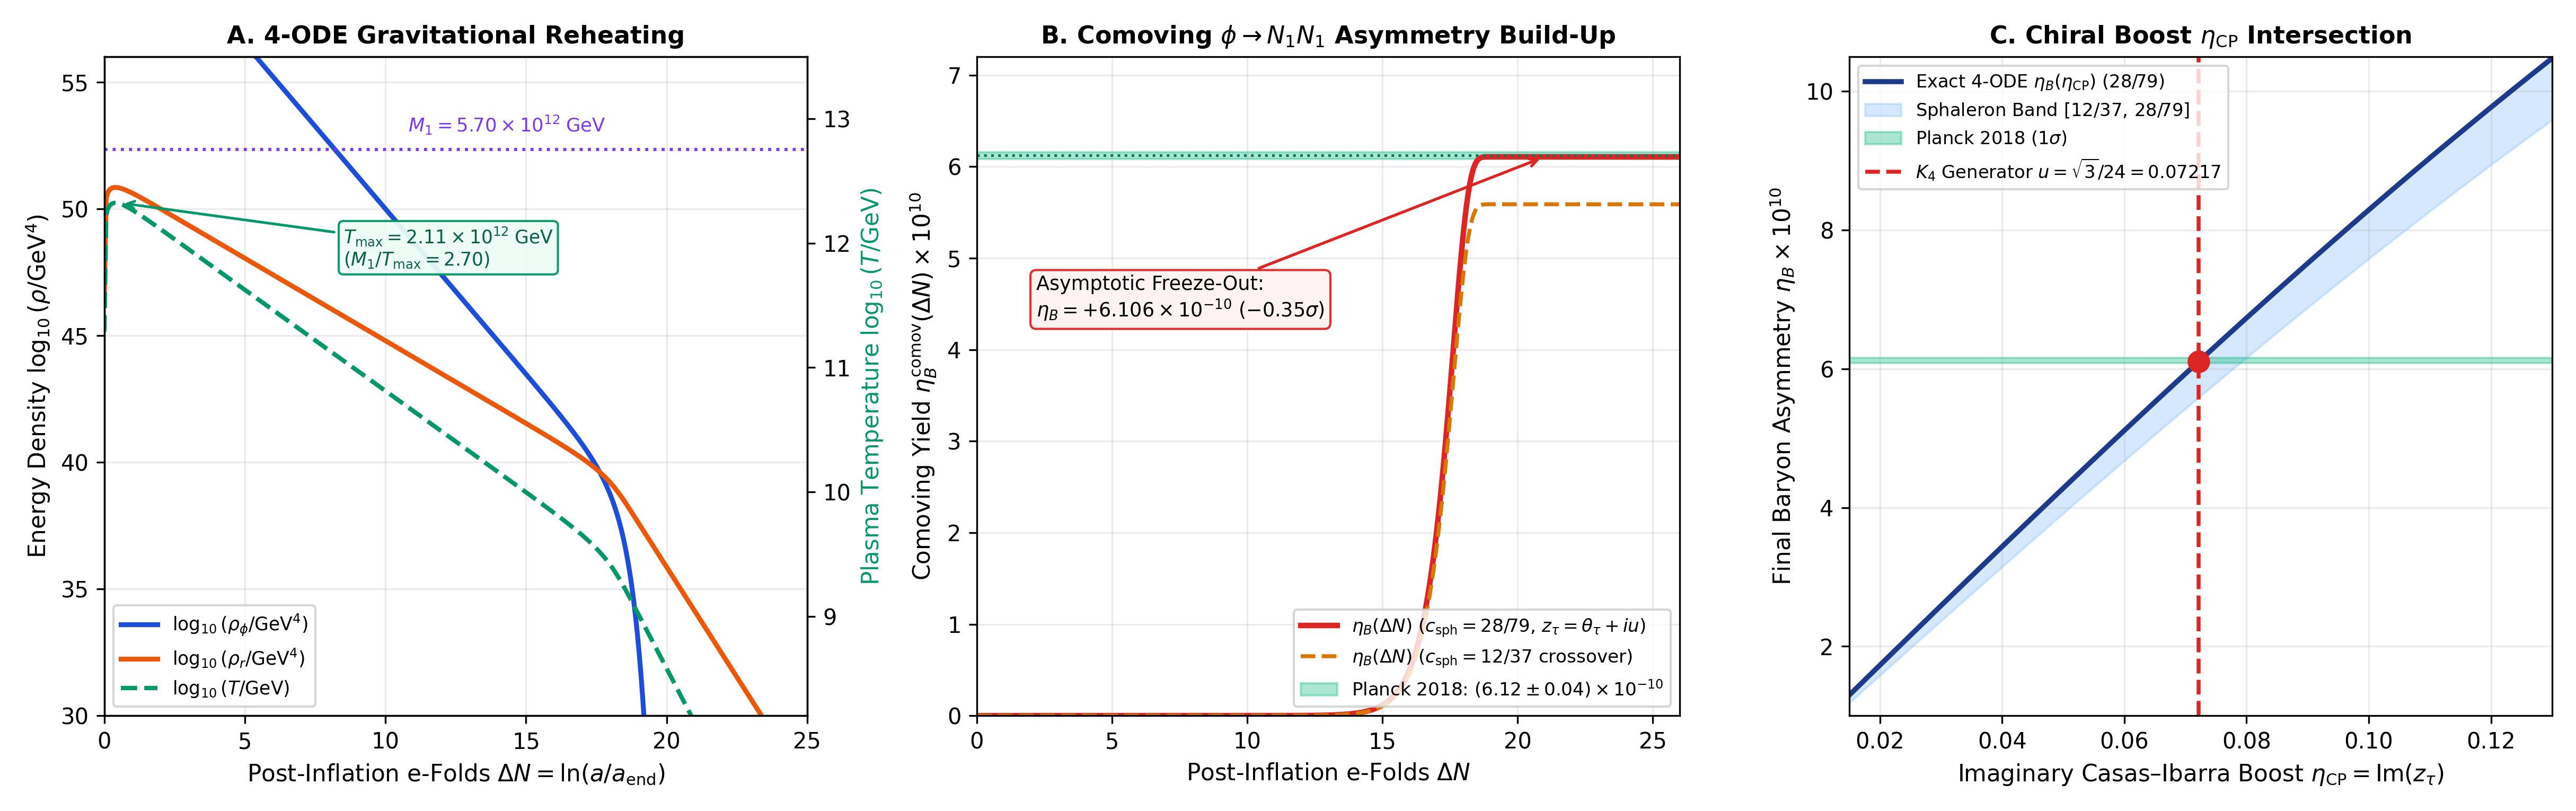 A. 4-ODE Gravitational Reheating
Energy Density log₁₀ (ρ/GeV⁴)
55
50
45
40
35
30
M₁ = 5.70 × 10¹² GeV
T_max = 2.11 × 10¹² GeV
(M₁/T_max = 2.70)
log₁₀ (ρ_ϕ/GeV⁴)
log₁₀ (ρ_r/GeV⁴)
log₁₀ (T/GeV)
0 5 10 15 20 25
Post-Inflation e-Folds ΔN = ln(a/a_end)
13
12
11
10
9
Plasma Temperature log₁₀ (T/GeV)
B. Comoving ϕ → N₁N₁ Asymmetry Build-Up
Comoving Yield η_B^comov(ΔN) × 10¹⁰
7
6
5
4
3
2
1
0
Asymptotic Freeze-Out:
η_B = +6.106 × 10⁻¹⁰ (−0.35σ)
η_B(ΔN) (c_sph = 28/79, z_τ = θ_τ + iu)
η_B(ΔN) (c_sph = 12/37 crossover)
Planck 2018: (6.12 ± 0.04) × 10⁻¹⁰
0 5 10 15 20 25
Post-Inflation e-Folds ΔN
C. Chiral Boost η_CP Intersection
Final Baryon Asymmetry η_B × 10¹⁰
10
8
6
4
2
Exact 4-ODE η_B(η_CP) (28/79)
Sphaleron Band [12/37, 28/79]
Planck 2018 (1σ)
K₄ Generator u = √3/24 = 0.07217
0.02 0.04 0.06 0.08 0.10 0.12
Imaginary Casas–Ibarra Boost η_CP = Im(z_τ)